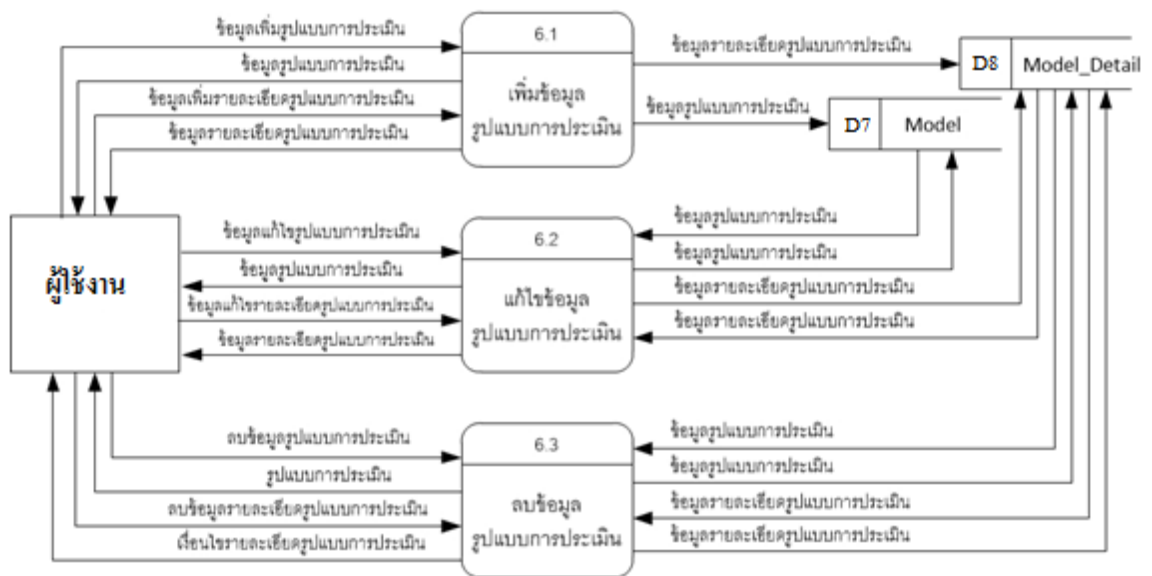 ข้อมูลเพิ่มรูปแบบการประเมิน
ข้อมูลรูปแบบการประเมิน
ข้อมูลเพิ่มรายละเอียดรูปแบบการประเมิน
ข้อมูลรายละเอียดรูปแบบการประเมิน
6.1
เพิ่มข้อมูล
รูปแบบการประเมิน
ข้อมูลรายละเอียดรูปแบบการประเมิน
ข้อมูลรูปแบบการประเมิน
D8 Model_Detail
D7 Model
ผู้ใช้งาน
ข้อมูลแก้ไขรูปแบบการประเมิน
ข้อมูลรูปแบบการประเมิน
ข้อมูลแก้ไขรายละเอียดรูปแบบการประเมิน
ข้อมูลรายละเอียดรูปแบบการประเมิน
6.2
แก้ไขข้อมูล
รูปแบบการประเมิน
ข้อมูลรูปแบบการประเมิน
ข้อมูลรูปแบบการประเมิน
ข้อมูลรายละเอียดรูปแบบการประเมิน
ข้อมูลรายละเอียดรูปแบบการประเมิน
ลบข้อมูลรูปแบบการประเมิน
รูปแบบการประเมิน
ลบข้อมูลรายละเอียดรูปแบบการประเมิน
เงื่อนไขรายละเอียดรูปแบบการประเมิน
6.3
ลบข้อมูล
รูปแบบการประเมิน
ข้อมูลรูปแบบการประเมิน
ข้อมูลรูปแบบการประเมิน
ข้อมูลรายละเอียดรูปแบบการประเมิน
ข้อมูลรายละเอียดรูปแบบการประเมิน